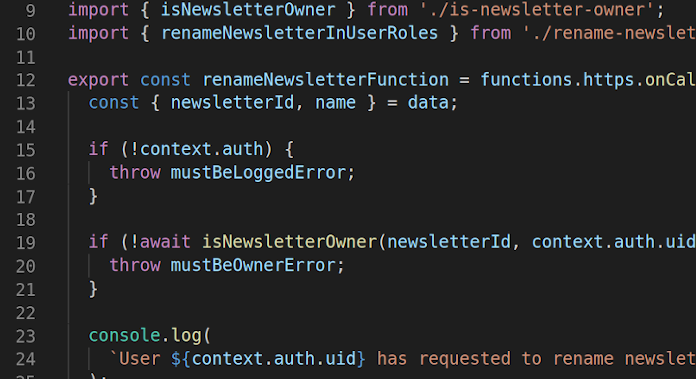 9 import { isNewsletterOwner } from './is-newsletter-owner';
10 import { renameNewsletterInUserRoles } from './rename-newslet
11
12 export const renameNewsletterFunction = functions.https.onCal
13 const { newsletterId, name } = data;
14
15 if (!context.auth) {
16 throw mustBeLoggedError;
17 }
18
19 if (!await isNewsletterOwner(newsletterId, context.auth.uid
20 throw mustBeOwnerError;
21 }
22
23 console.log(
24 `User ${context.auth.uid} has requested to rename newslet
25 );